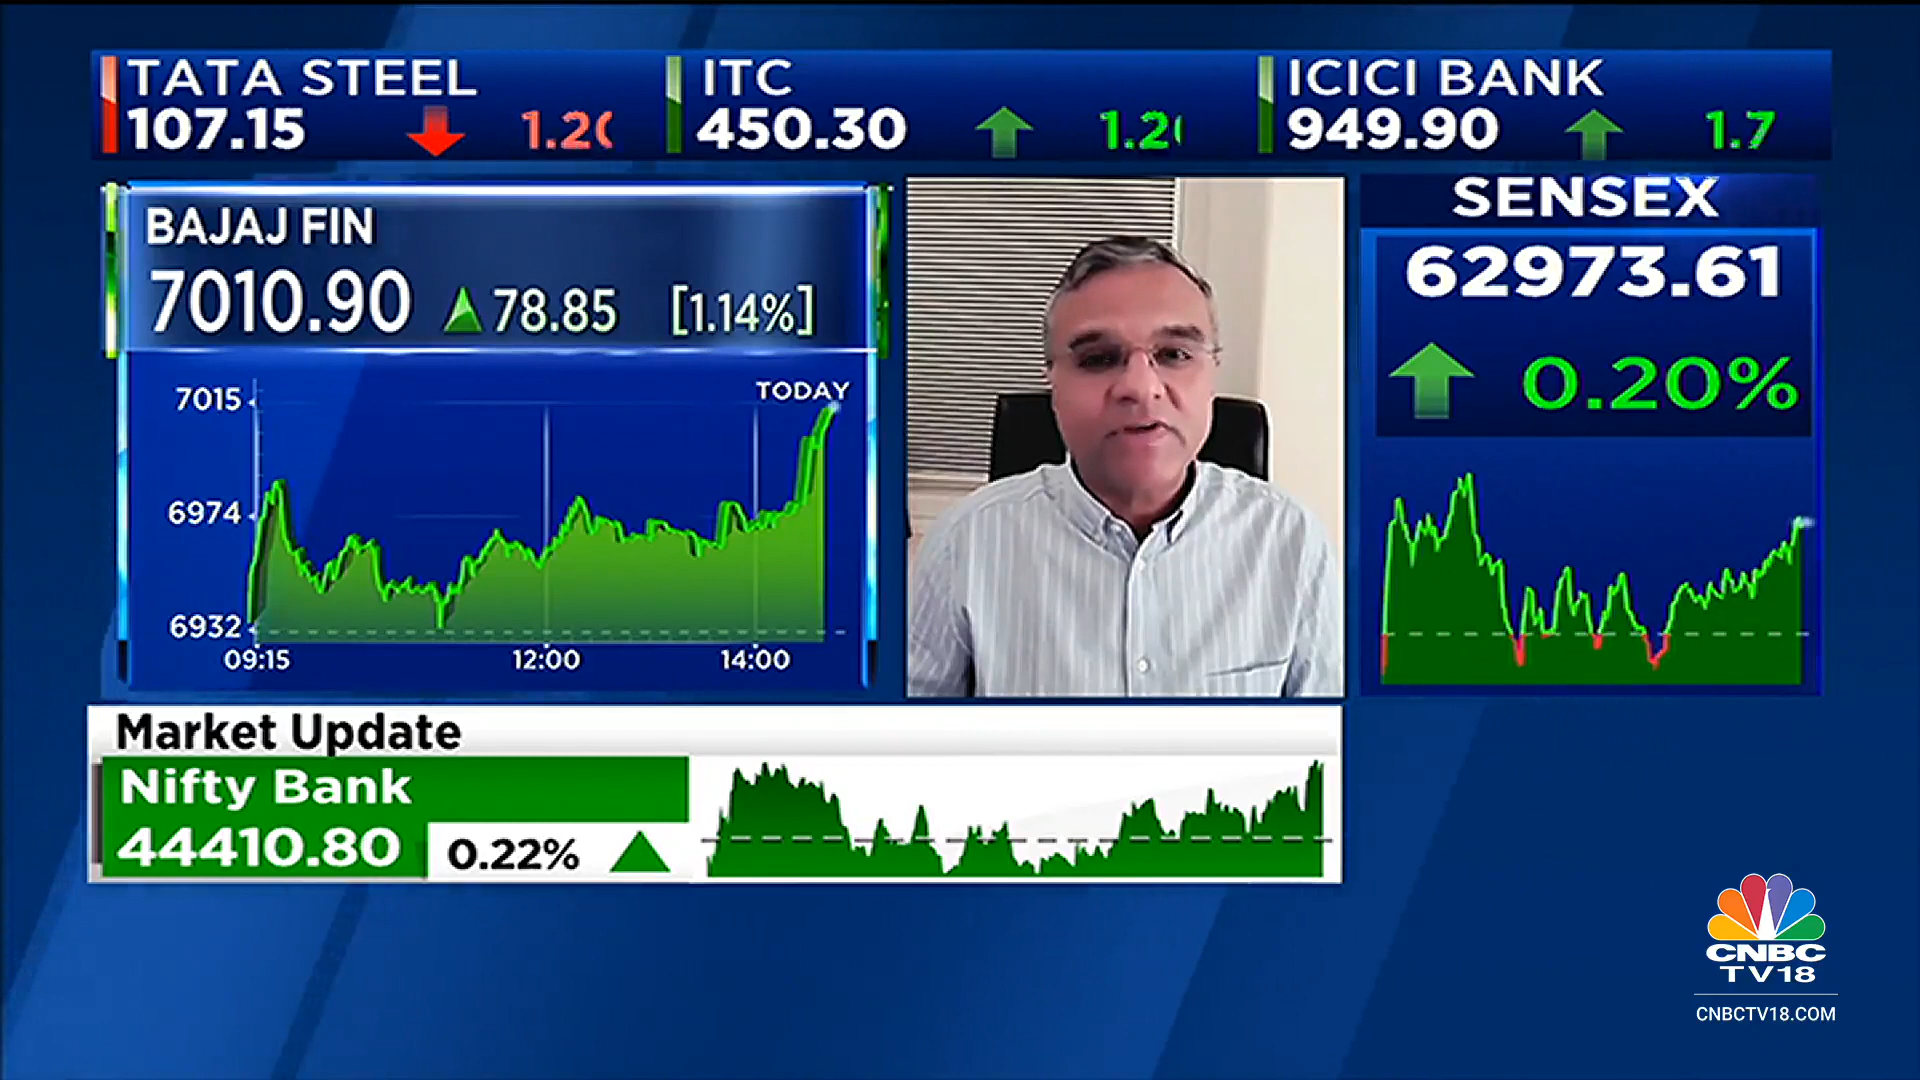 TATA STEEL
107.15
ITC
450.30
ICICI BANK
949.90 1.7
BAJAJ FIN
7010.90 78.85 [1.14%]
TODAY
7015
6974
6932
09:15 12:00 14:00
SENSEX
62973.61
0.20%
Market Update
Nifty Bank
44410.80 0.22%
CNBC
TV18
CNBCTV18.COM